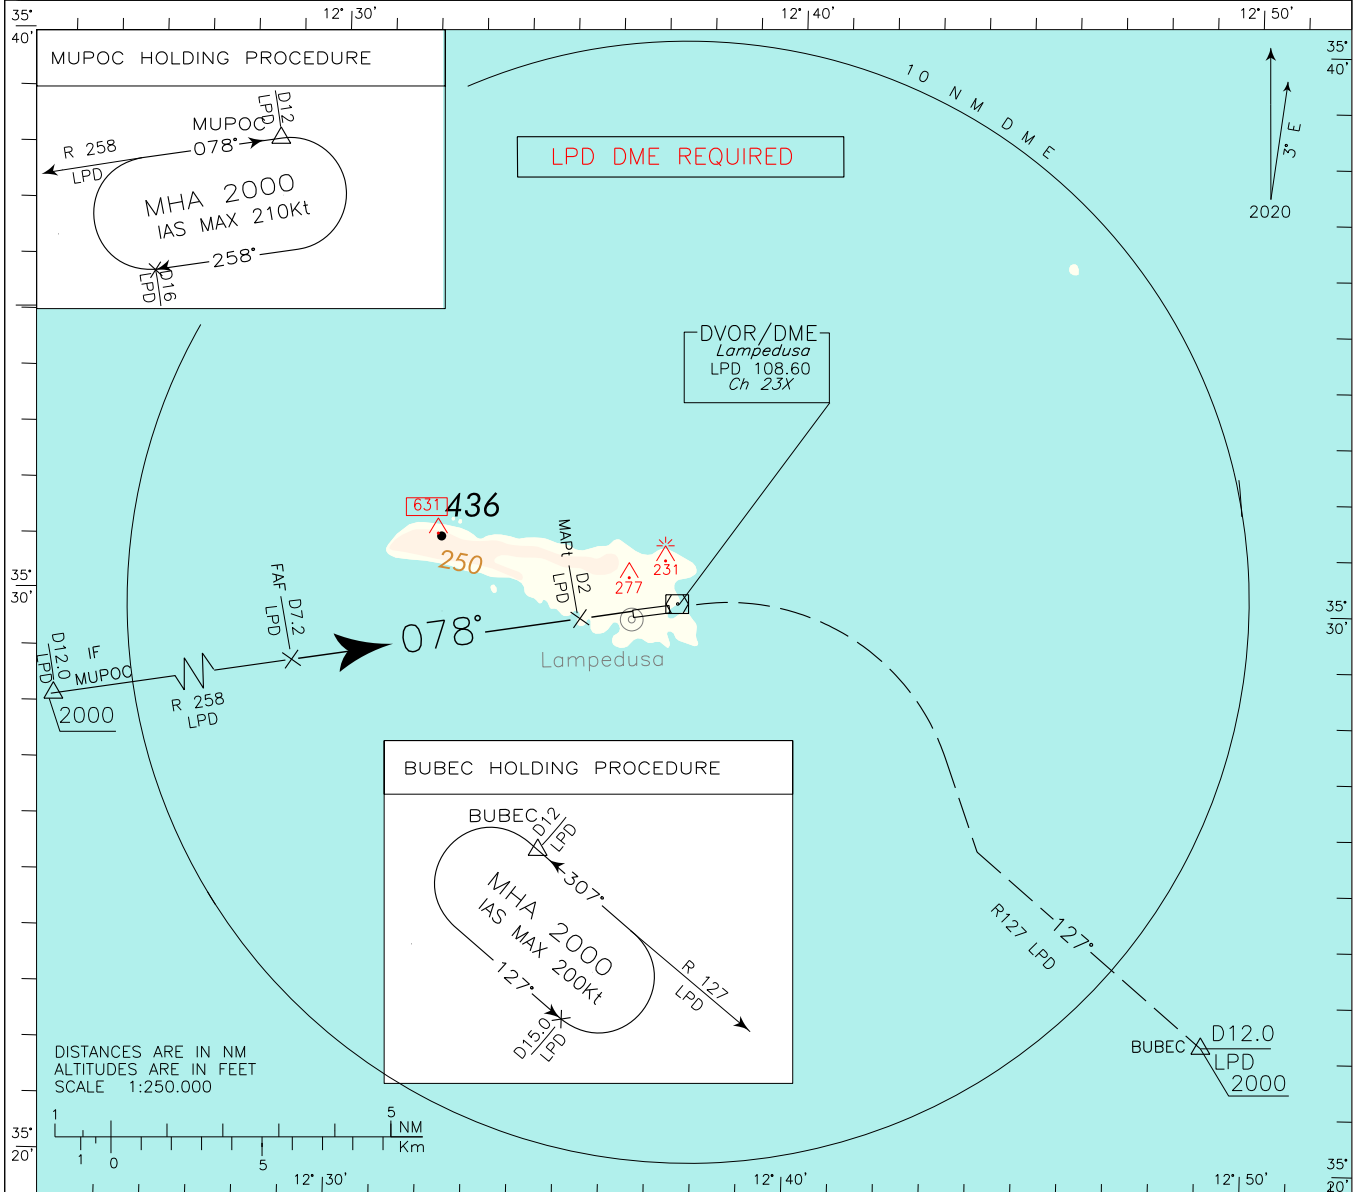 35°
40'
12° 30'
12° 40'
12° 50'
35°
40'
MUPOC HOLDING PROCEDURE
D12
LPD
MUPOC
078°
R 258
LPD
MHA 2000
IAS MAX 210Kt
258°
D16
LPD
10 NM DME
LPD DME REQUIRED
3° E
2020
DVOR/DME
Lampedusa
LPD 108.60
Ch 23X
631
436
250
MAPt
D2
LPD
277
231
35°
30'
35°
30'
FAF
D7.2
LPD
078°
Lampedusa
D12.0
LPD
IF
MUPOC
2000
R 258
LPD
BUBEC HOLDING PROCEDURE
BUBEC
D12
LPD
307°
MHA 2000
IAS MAX 200Kt
127°
D15.0
LPD
R 127
LPD
127°
R127 LPD
BUBEC
D12.0
LPD
2000
DISTANCES ARE IN NM
ALTITUDES ARE IN FEET
SCALE 1:250.000
1
5
NM
Km
1
0
5
35°
20'
12° 30'
12° 40'
12° 50'
35°
20'